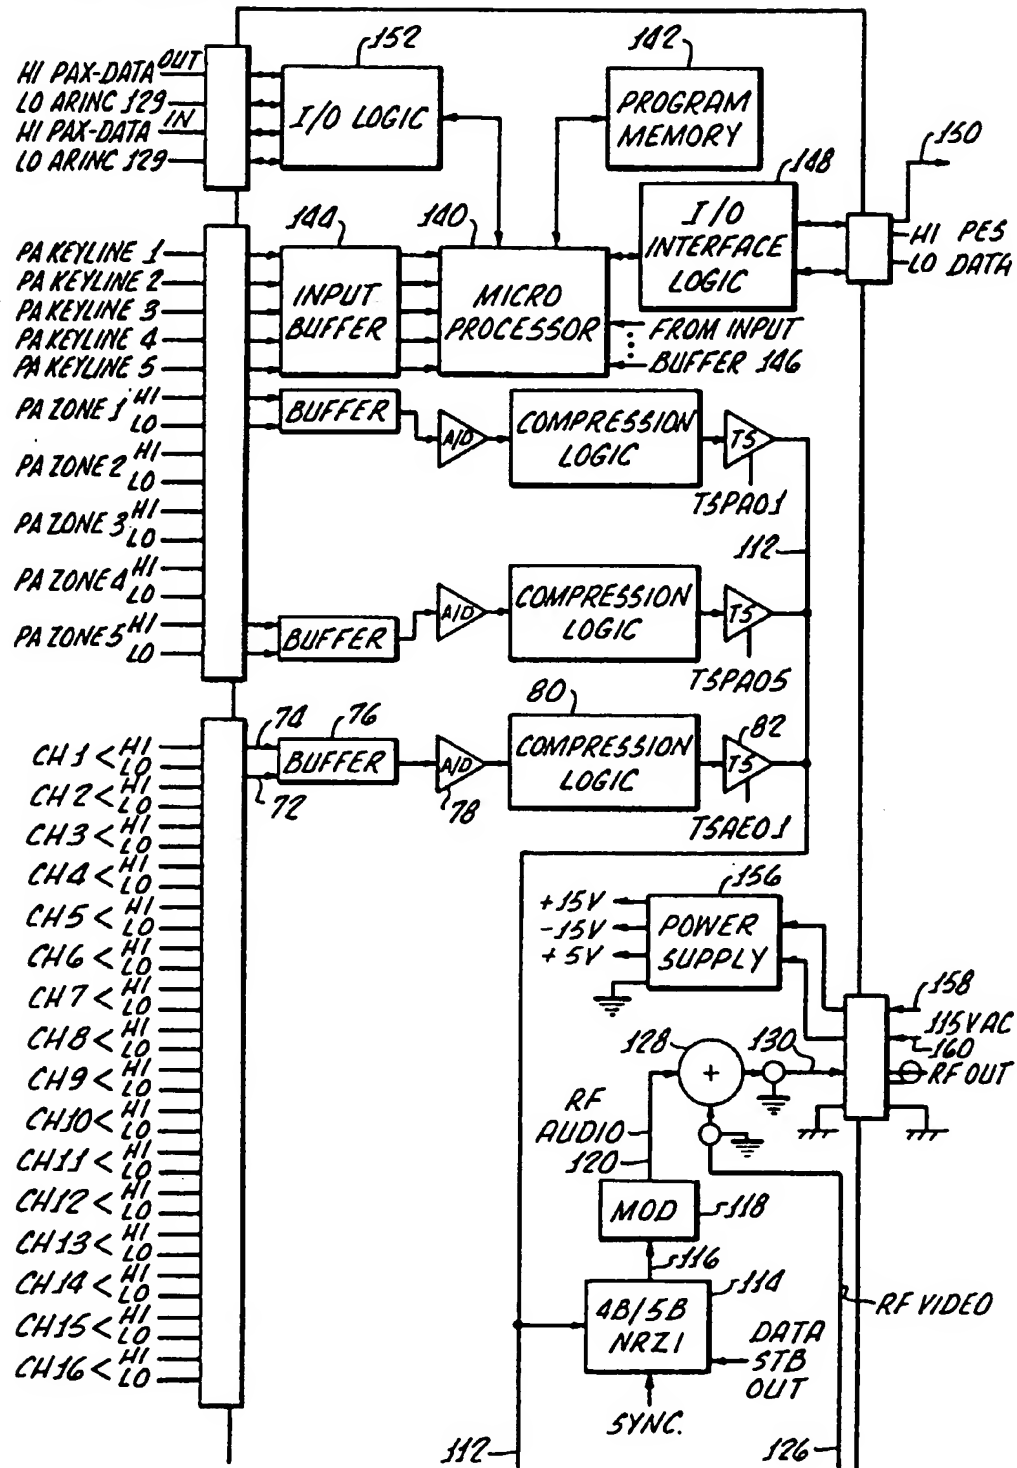 152
142
HI PAX-DATA OUT
LO ARINC 129
HI PAX-DATA IN
LO ARINC 129
I/O LOGIC
PROGRAM
MEMORY
150
148
I/O
INTERFACE
LOGIC
HI PES
LO DATA
144
140
PA KEYLINE 1
PA KEYLINE 2
PA KEYLINE 3
PA KEYLINE 4
PA KEYLINE 5
INPUT
BUFFER
MICRO
PROCESSOR
FROM INPUT
BUFFER 146
PA ZONE 1 HI
LO
PA ZONE 2 HI
LO
PA ZONE 3 HI
LO
PA ZONE 4 HI
LO
PA ZONE 5 HI
LO
BUFFER
A/D
COMPRESSION
LOGIC
TS
TSPA01
112
BUFFER
A/D
COMPRESSION
LOGIC
TS
TSPA05
74
76
80
82
BUFFER
A/D
COMPRESSION
LOGIC
TS
72
78
TSAE01
CH 1 < HI
LO
CH 2 < HI
LO
CH 3 < HI
LO
CH 4 < HI
LO
CH 5 < HI
LO
CH 6 < HI
LO
CH 7 < HI
LO
CH 8 < HI
LO
CH 9 < HI
LO
CH 10 < HI
LO
CH 11 < HI
LO
CH 12 < HI
LO
CH 13 < HI
LO
CH 14 < HI
LO
CH 15 < HI
LO
CH 16 < HI
LO
156
+15V
-15V
+5V
POWER
SUPPLY
158
115VAC
160
RF OUT
128
+
130
RF
AUDIO
120
MOD
118
116
114
4B/5B
NRZI
RF VIDEO
DATA
STB
OUT
SYNC.
112
126